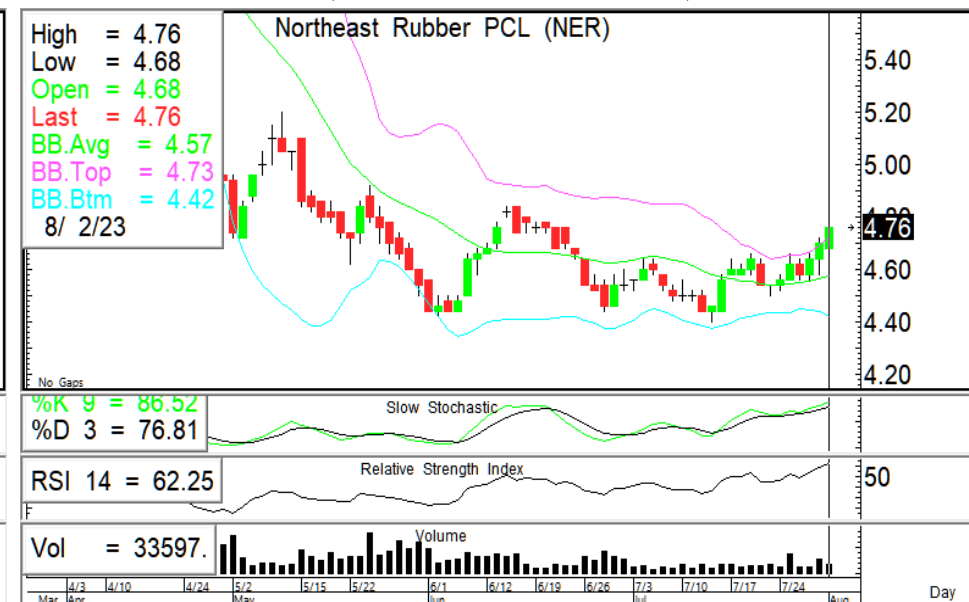 Northeast Rubber PCL (NER)
High = 4.76
Low = 4.68
Open = 4.68
Last = 4.76
BB.Avg = 4.57
BB.Top = 4.73
BB.Btm = 4.42
8/ 2/23
5.40
5.20
5.00
4.80
4.76
4.60
4.40
4.20
No Gaps
%K 9 = 86.52
%D 3 = 76.81
Slow Stochastic
RSI 14 = 62.25
Relative Strength Index
50
Vol = 33597.
Volume
4/3 4/10 4/24 5/2 5/15 5/22 6/1 6/12 6/19 6/26 7/3 7/10 7/17 7/24
Mar Apr May Jun Jul Aug
Day